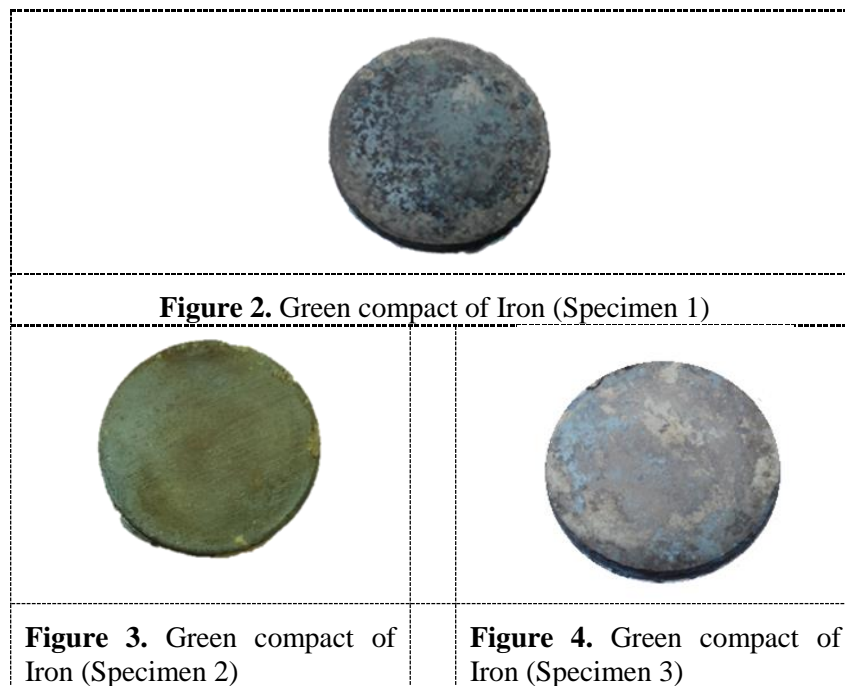 Figure 2. Green compact of Iron (Specimen 1)
Figure 3. Green compact of
Iron (Specimen 2)
Figure 4. Green compact of
Iron (Specimen 3)